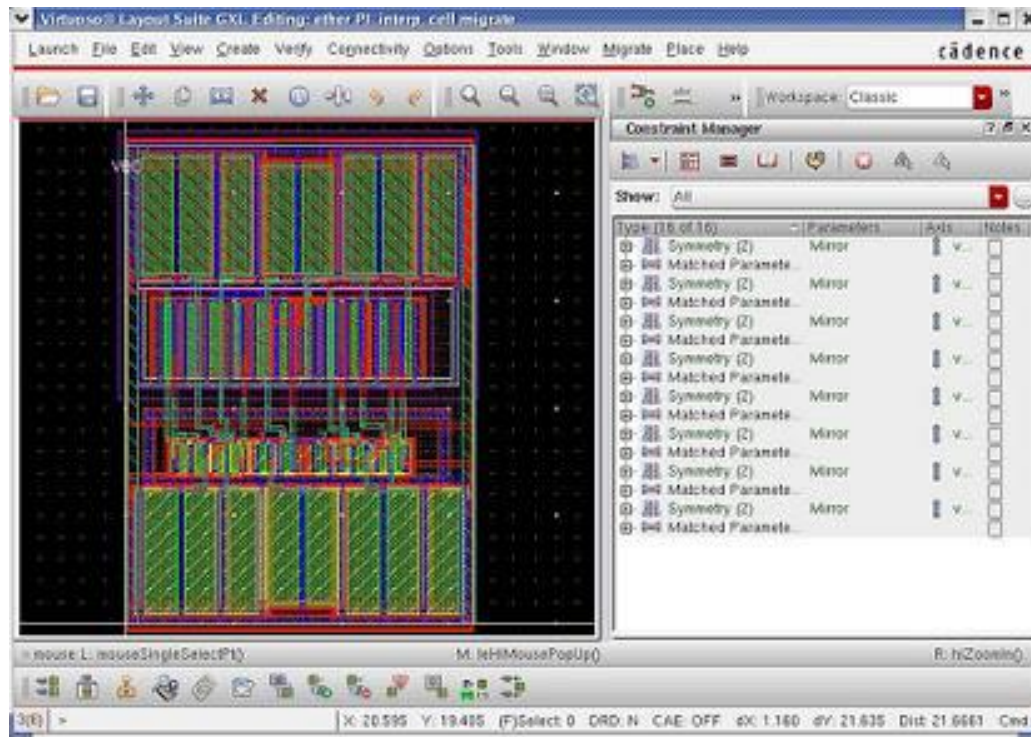 Virtuoso® Layout Suite GXL Editing: ether PI_interp_cell migrate
Launch File Edit View Create Verify Connectivity Options Tools Window Migrate Place Help cādence
Workspace: Classic
Constraint Manager
Show: All
Type (16 of 16) Parameters Axis Notes
Symmetry (2) Mirror v...
Matched Paramete...
Symmetry (2) Mirror v...
Matched Paramete...
Symmetry (2) Mirror v...
Matched Paramete...
Symmetry (2) Mirror v...
Matched Paramete...
Symmetry (2) Mirror v...
Matched Paramete...
Symmetry (2) Mirror v...
Matched Paramete...
Symmetry (2) Mirror v...
Matched Paramete...
Symmetry (2) Mirror v...
Matched Paramete...
mouse L: mouseSingleSelectPt() M: leHiMousePopUp() R: hiZoomIn()
3(6) > X: 20.595 Y: 19.405 (F)Select: 0 DRD: N CAE: OFF dX: 1.160 dY: 21.635 Dist: 21.6661 Cmd